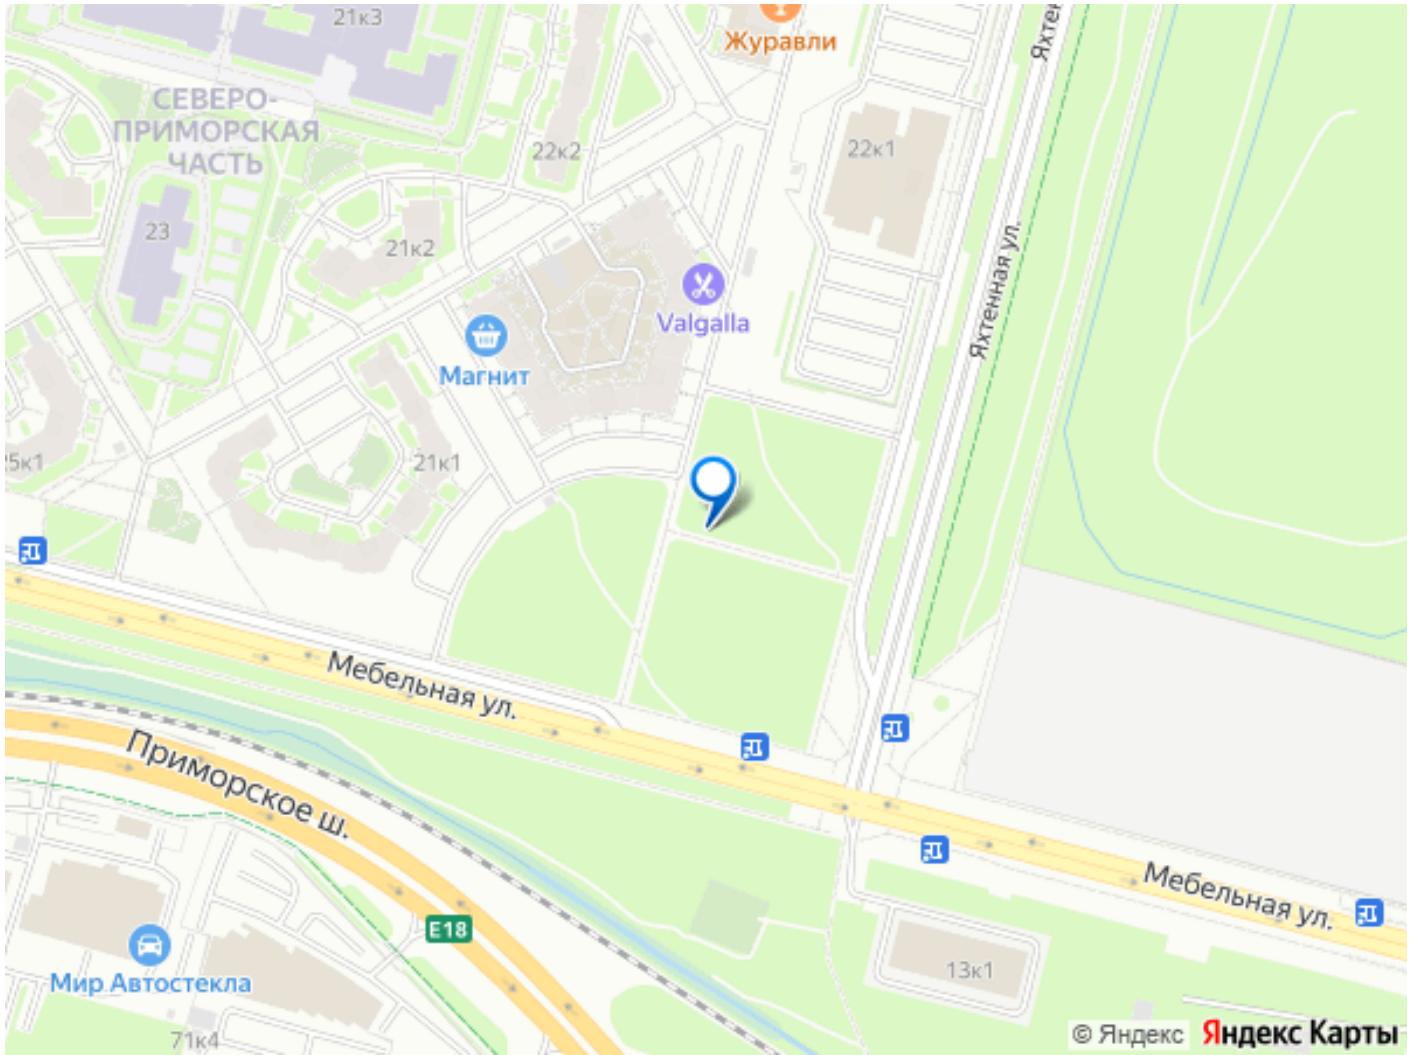 21к3
Журавли
Яхтен
СЕВЕРО-
ПРИМОРСКАЯ
ЧАСТЬ
22к2
22к1
23
21к2
Яхтенная ул.
Valgalla
Магнит
5к1
21к1
Мебельная ул.
Приморское ш.
Мебельная ул.
E18
Мир Автостекла
13к1
71к4
© Яндекс Яндекс Карты